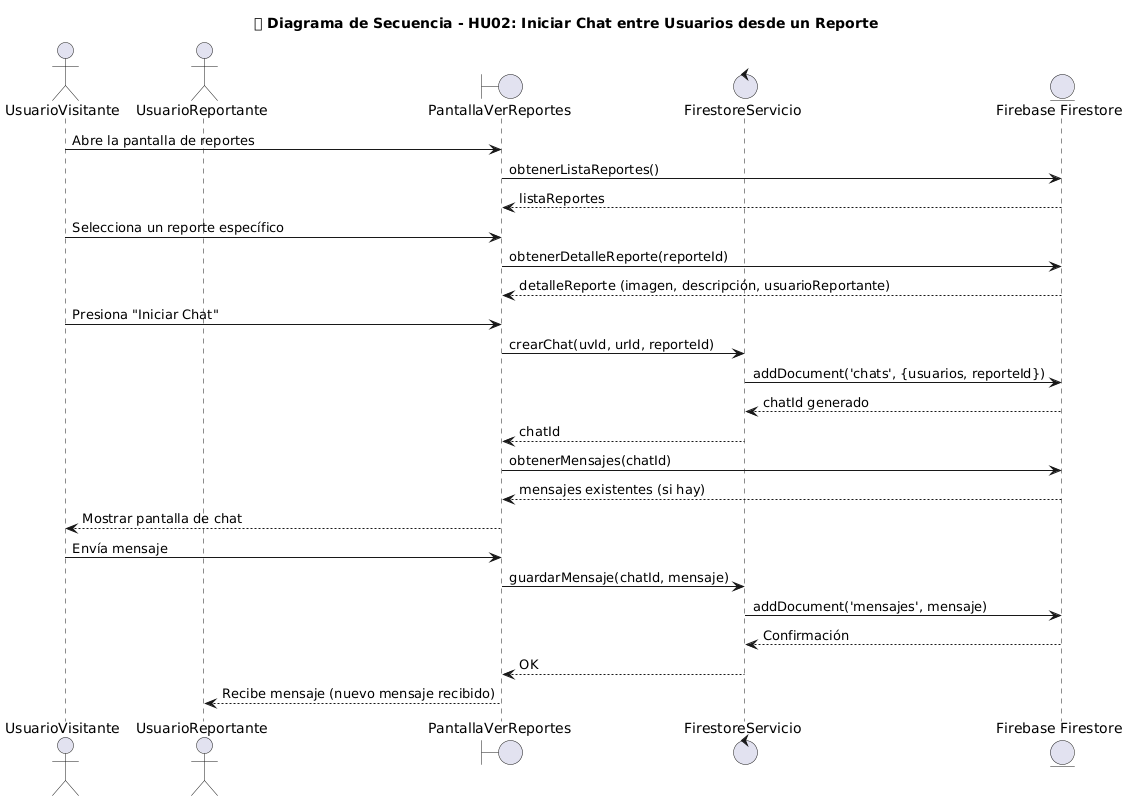 Diagrama de Secuencia - HU02: Iniciar Chat entre Usuarios desde un Reporte
UsuarioVisitante
UsuarioReportante
PantallaVerReportes
FirestoreServicio
Firebase Firestore
Abre la pantalla de reportes
obtenerListaReportes()
listaReportes
Selecciona un reporte específico
obtenerDetalleReporte(reporteId)
detalleReporte (imagen, descripción, usuarioReportante)
Presiona "Iniciar Chat"
crearChat(uvId, urId, reporteId)
addDocument('chats', {usuarios, reporteId})
chatId generado
chatId
obtenerMensajes(chatId)
mensajes existentes (si hay)
Mostrar pantalla de chat
Envía mensaje
guardarMensaje(chatId, mensaje)
addDocument('mensajes', mensaje)
Confirmación
OK
Recibe mensaje (nuevo mensaje recibido)
UsuarioVisitante
UsuarioReportante
PantallaVerReportes
FirestoreServicio
Firebase Firestore